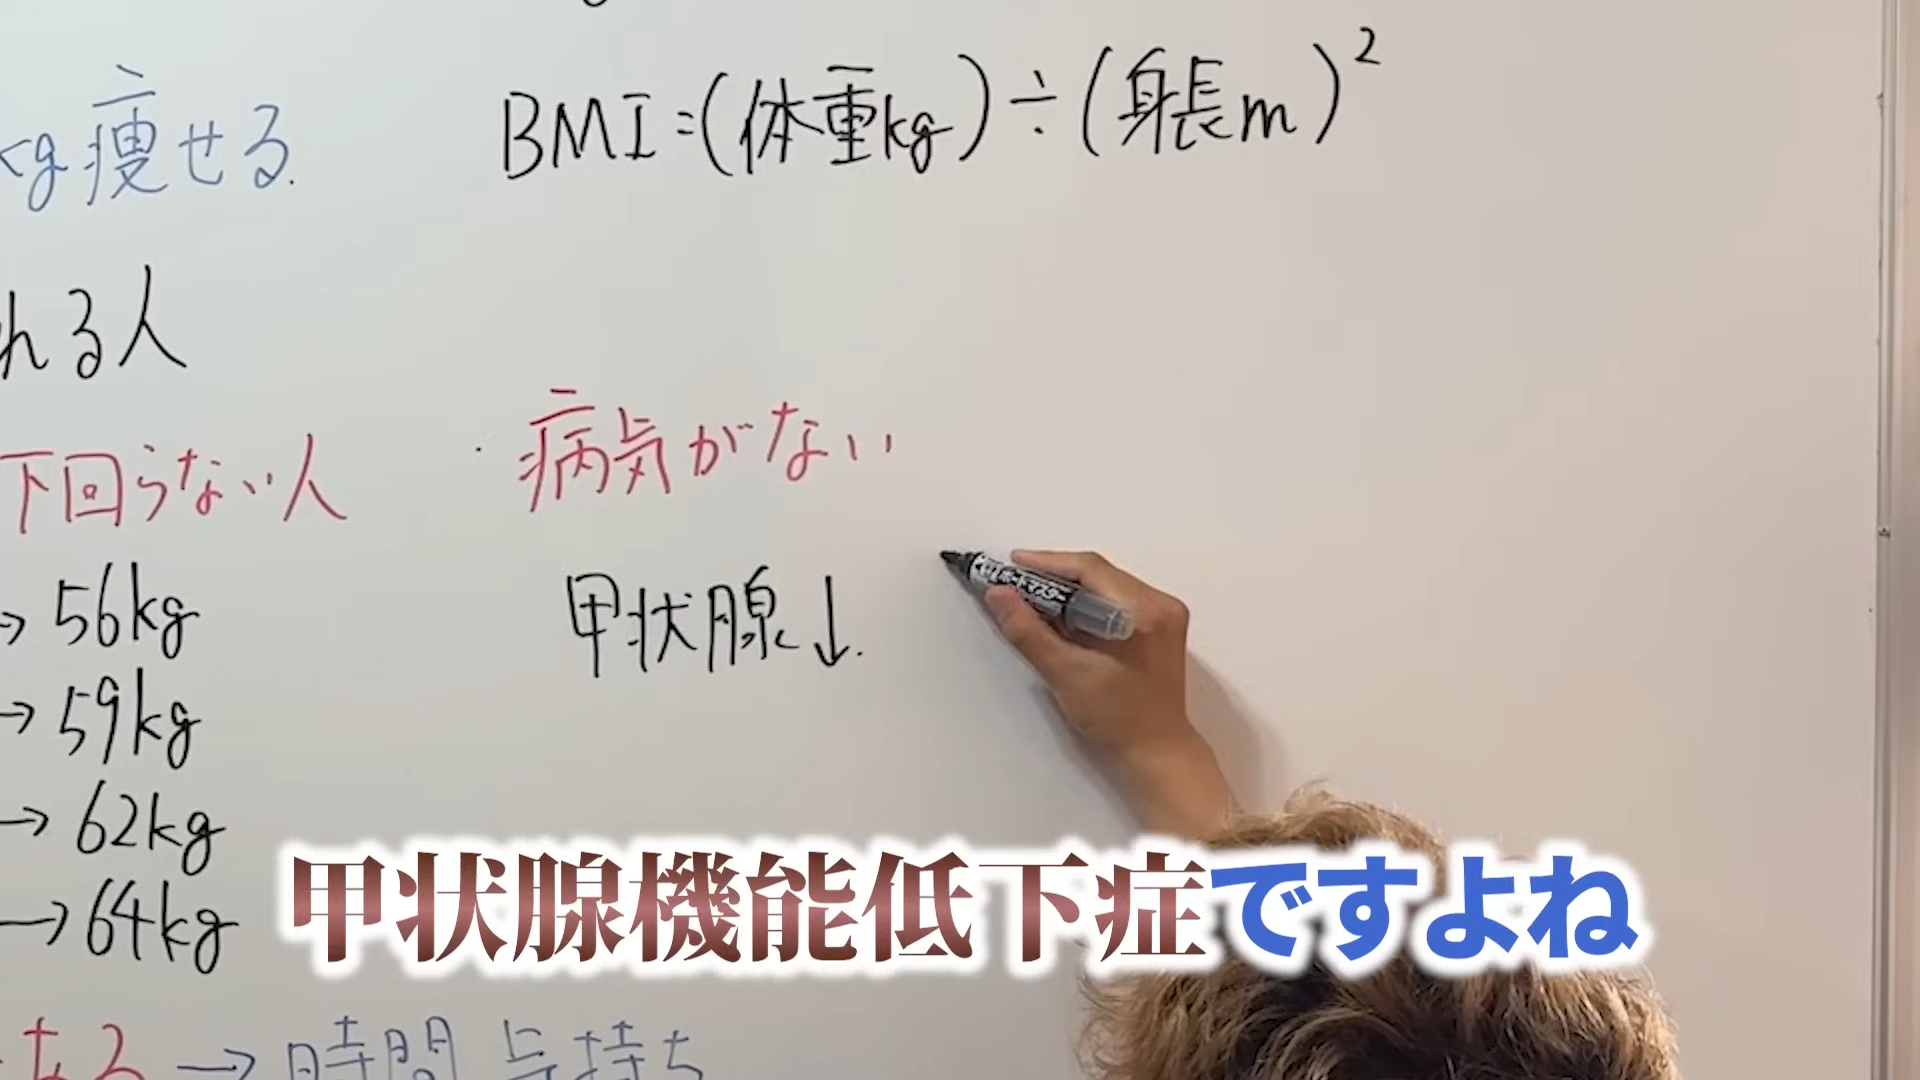 kg痩せる.
BMI=(体重kg)÷(身長m)²
れる人
下回らない人
病気がない
→ 56kg
甲状腺↓.
→ 59kg
→ 62kg
→ 64kg
甲状腺機能低下症ですよね
ある → 時間 気持ち